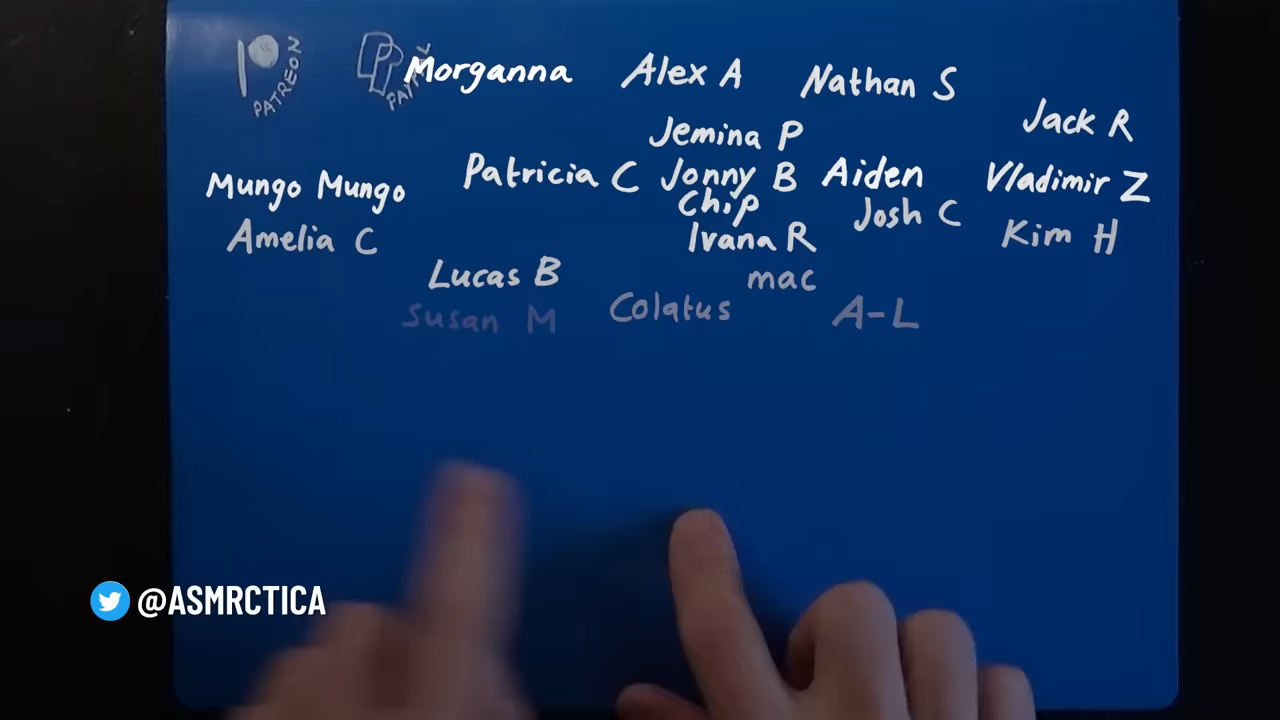 PATREON
PAYPAL
Morganna Alex A Nathan S
Jack R
Jemina P
Mungo Mungo Patricia C Jonny B Aiden Vladimir Z
Chip Josh C
Amelia C Ivana R Kim H
Lucas B mac
Susan M Colatus A-L
@ASMRCTICA